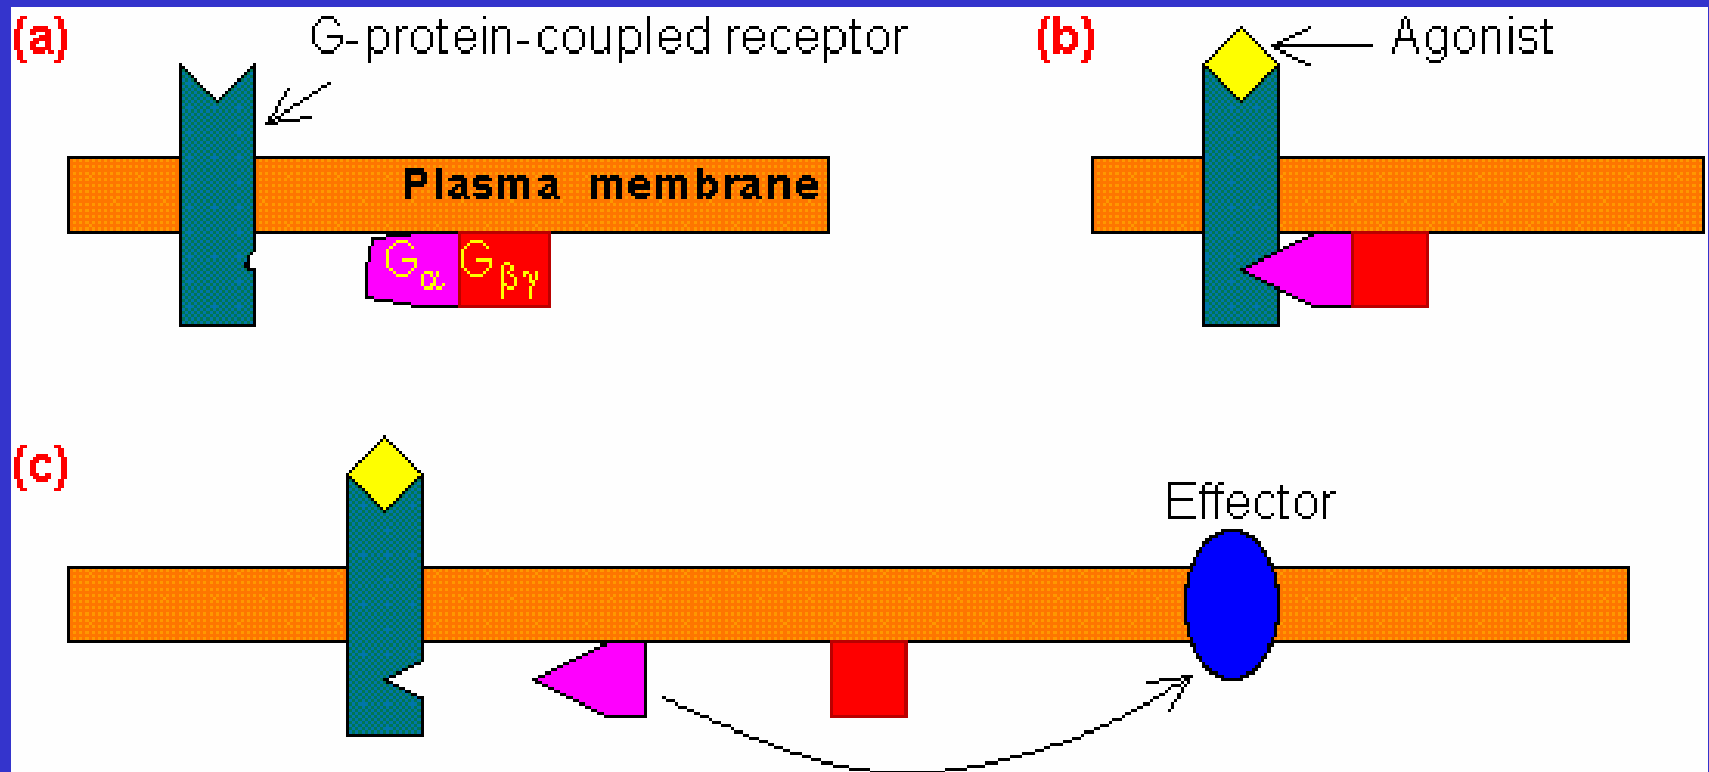 (a)
G-protein-coupled receptor
(b)
Agonist
Plasma membrane
Gα Gβγ
(c)
Effector